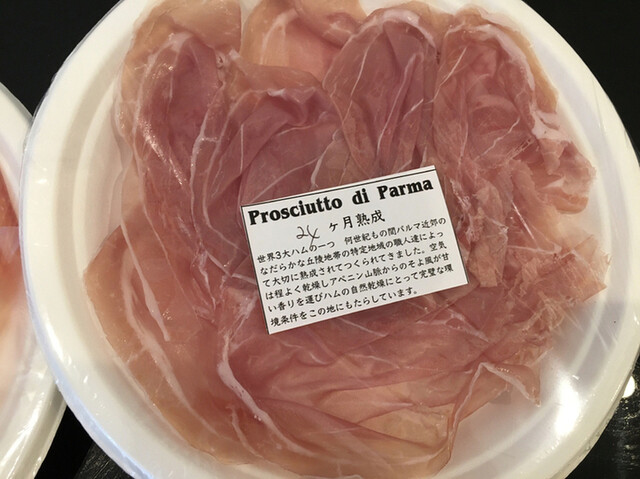 Prosciutto di Parma
24 ヶ月熟成
世界3大ハムの一つ 何世紀もの間パルマ近郊の
なだらかな丘陵地帯の特定地域の職人達によっ
て大切に熟成されてつくられてきました。空気
は程よく乾燥しアペニン山脈からのそよ風が甘
い香りを運びハムの自然乾燥にとって完璧な環
境条件をこの地にもたらしています。